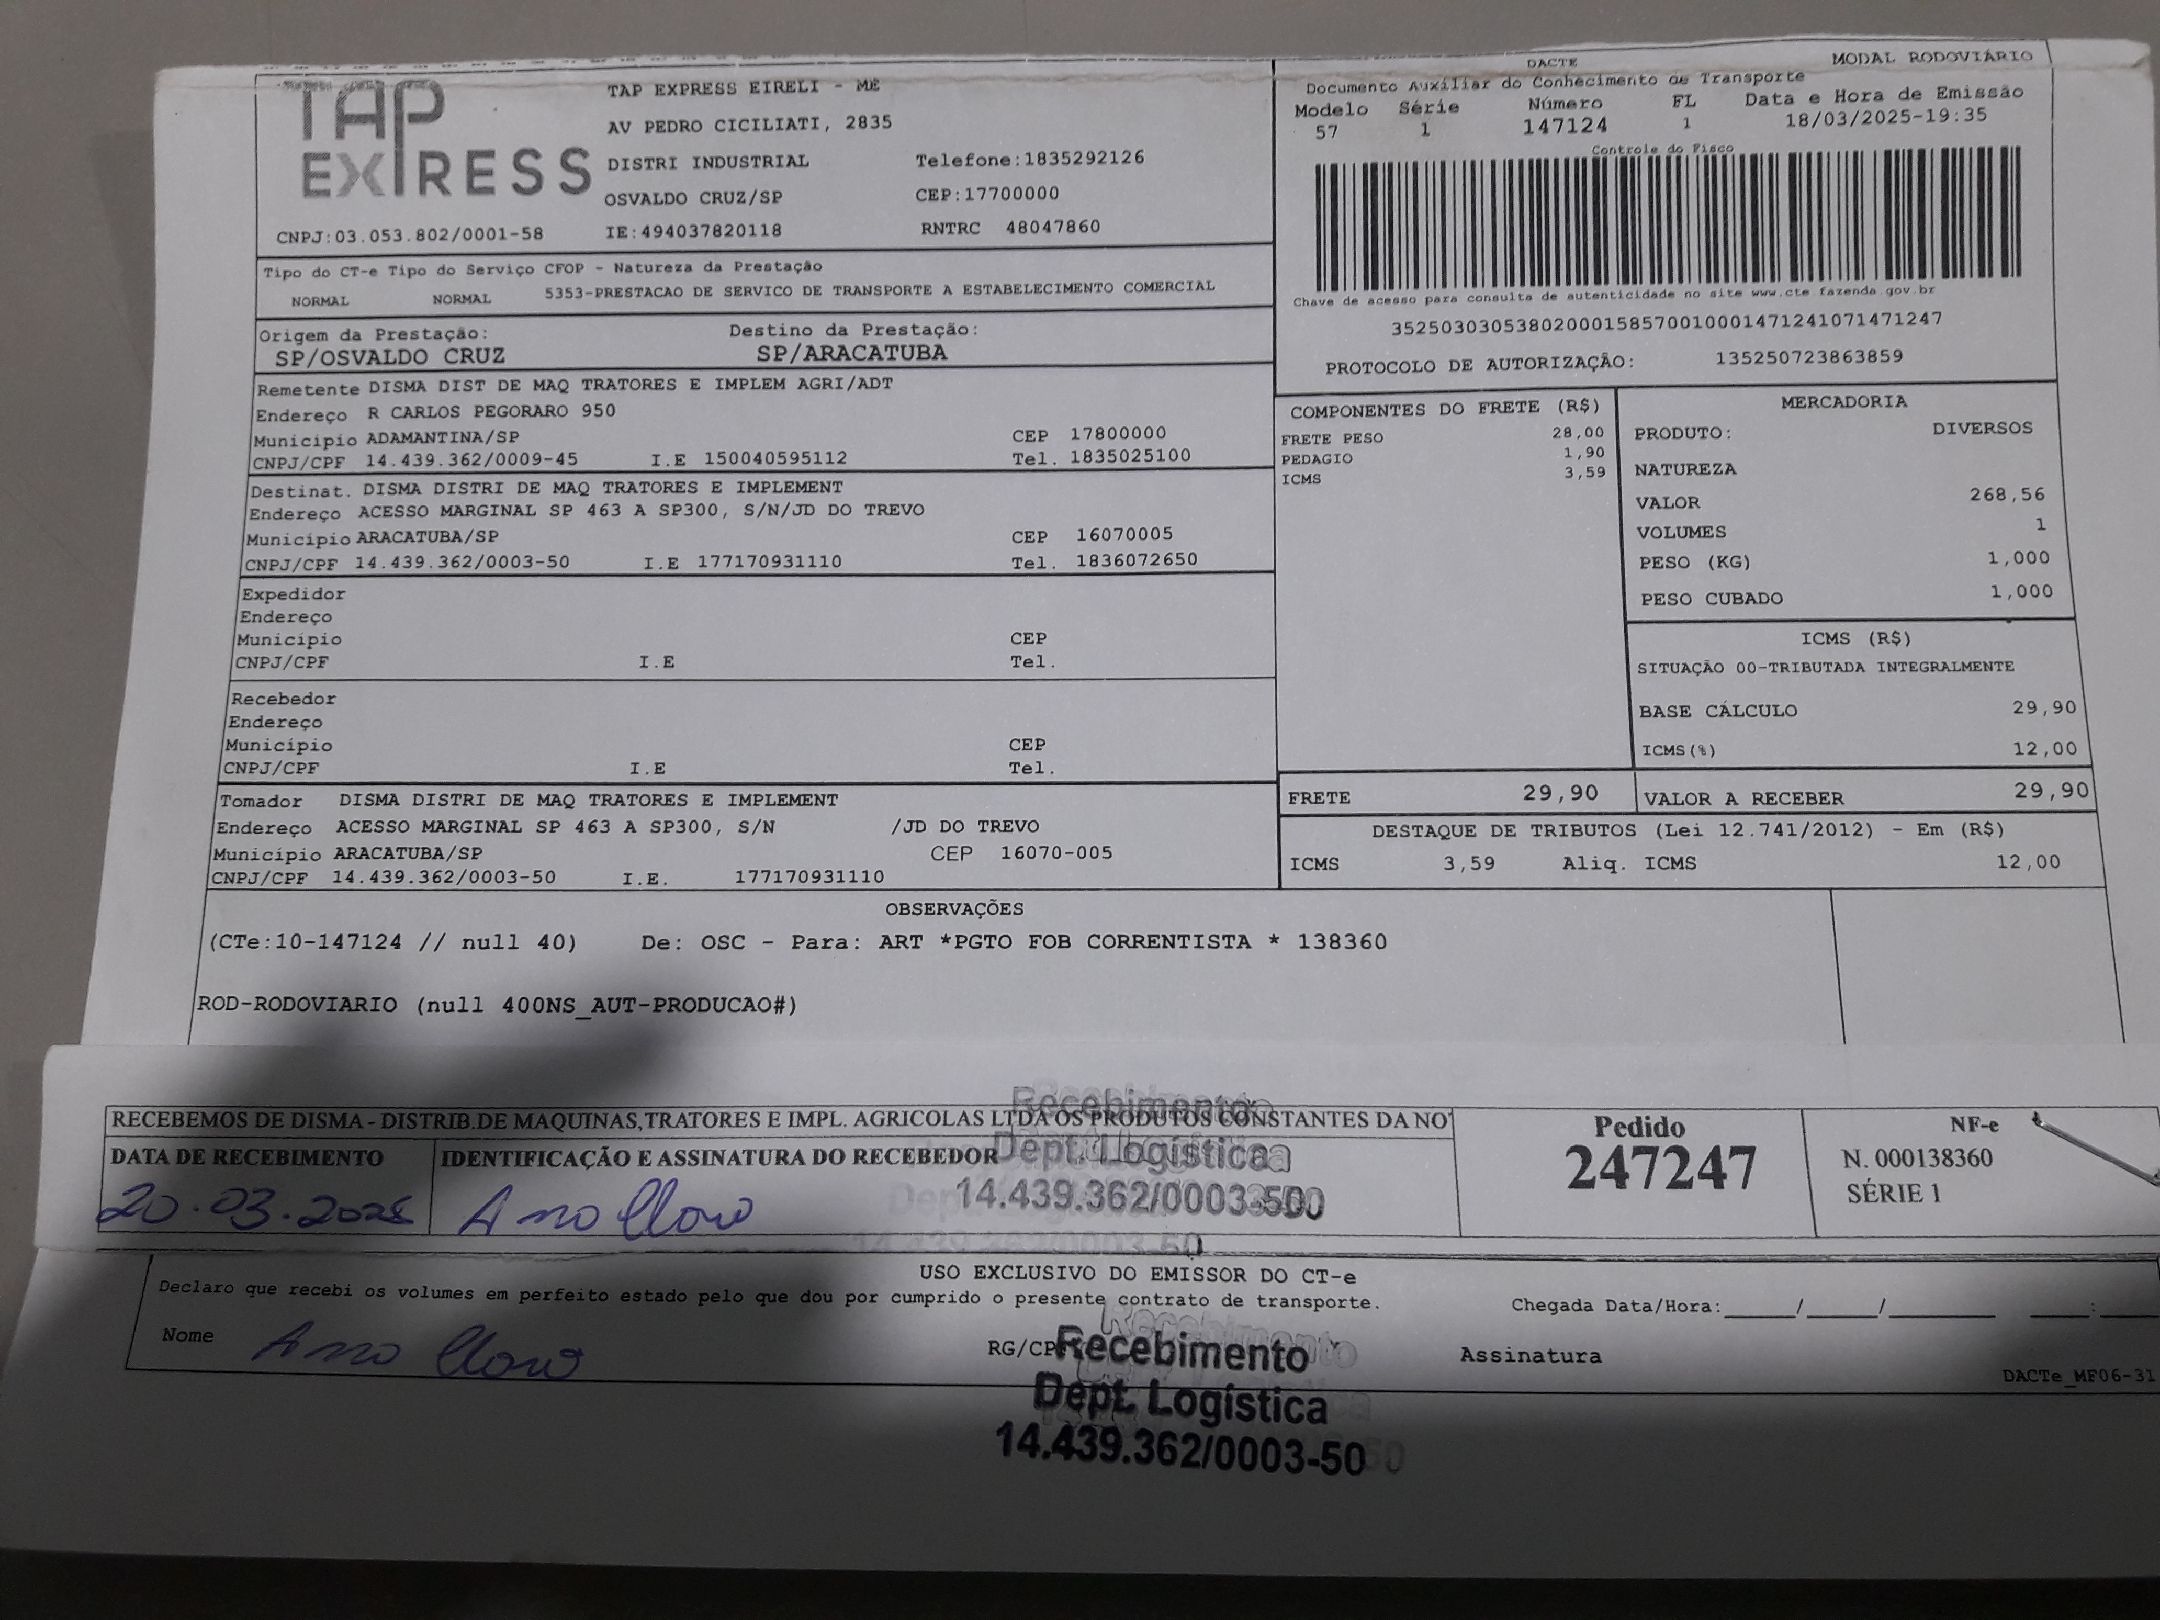 TAP EXPRESS
TAP EXPRESS EIRELI - ME
AV PEDRO CICILIATI, 2835
DISTRI INDUSTRIAL Telefone:1835292126
OSVALDO CRUZ/SP CEP:17700000
CNPJ:03.053.802/0001-58 IE:494037820118 RNTRC 48047860
DACTE MODAL RODOVIÁRIO
Documento Auxiliar do Conhecimento de Transporte
Modelo Série Número FL Data e Hora de Emissão
57 1 147124 1 18/03/2025-19:35
Controle do Fisco
Chave de acesso para consulta de autenticidade no site www.cte.fazenda.gov.br
35250303053802000158570010001471241071471247
PROTOCOLO DE AUTORIZAÇÃO: 135250723863859
Tipo do CT-e Tipo do Serviço CFOP - Natureza da Prestação
NORMAL NORMAL 5353-PRESTACAO DE SERVICO DE TRANSPORTE A ESTABELECIMENTO COMERCIAL
Origem da Prestação: Destino da Prestação:
SP/OSVALDO CRUZ SP/ARACATUBA
Remetente DISMA DIST DE MAQ TRATORES E IMPLEM AGRI/ADT
Endereço R CARLOS PEGORARO 950
Municipio ADAMANTINA/SP CEP 17800000
CNPJ/CPF 14.439.362/0009-45 I.E 150040595112 Tel. 1835025100
Destinat. DISMA DISTRI DE MAQ TRATORES E IMPLEMENT
Endereço ACESSO MARGINAL SP 463 A SP300, S/N/JD DO TREVO
Município ARACATUBA/SP CEP 16070005
CNPJ/CPF 14.439.362/0003-50 I.E 177170931110 Tel. 1836072650
Expedidor
Endereço
Município CEP
CNPJ/CPF I.E Tel.
Recebedor
Endereço
Município CEP
CNPJ/CPF I.E Tel.
Tomador DISMA DISTRI DE MAQ TRATORES E IMPLEMENT
Endereço ACESSO MARGINAL SP 463 A SP300, S/N /JD DO TREVO
Município ARACATUBA/SP CEP 16070-005
CNPJ/CPF 14.439.362/0003-50 I.E. 177170931110
COMPONENTES DO FRETE (R$)
FRETE PESO 28,00
PEDAGIO 1,90
ICMS 3,59
MERCADORIA
PRODUTO: DIVERSOS
NATUREZA
VALOR 268,56
VOLUMES 1
PESO (KG) 1,000
PESO CUBADO 1,000
ICMS (R$)
SITUAÇÃO 00-TRIBUTADA INTEGRALMENTE
BASE CÁLCULO 29,90
ICMS(%) 12,00
FRETE 29,90 VALOR A RECEBER 29,90
DESTAQUE DE TRIBUTOS (Lei 12.741/2012) - Em (R$)
ICMS 3,59 Aliq. ICMS 12,00
OBSERVAÇÕES
(CTe:10-147124 // null 40) De: OSC - Para: ART *PGTO FOB CORRENTISTA * 138360
ROD-RODOVIARIO (null 400NS_AUT-PRODUCAO#)
RECEBEMOS DE DISMA - DISTRIB.DE MAQUINAS,TRATORES E IMPL. AGRICOLAS LTDA OS PRODUTOS CONSTANTES DA NO
DATA DE RECEBIMENTO IDENTIFICAÇÃO E ASSINATURA DO RECEBEDOR
20.03.2025
Recebimento
Dept. Logística
14.439.362/0003-50
Pedido
247247
NF-e
N. 000138360
SÉRIE 1
USO EXCLUSIVO DO EMISSOR DO CT-e
Declaro que recebi os volumes em perfeito estado pelo que dou por cumprido o presente contrato de transporte.
Chegada Data/Hora:_____/_____/________ ____:
Nome RG/CP Assinatura
Recebimento
Dept. Logística
14.439.362/0003-50
DACTe_MF06-31